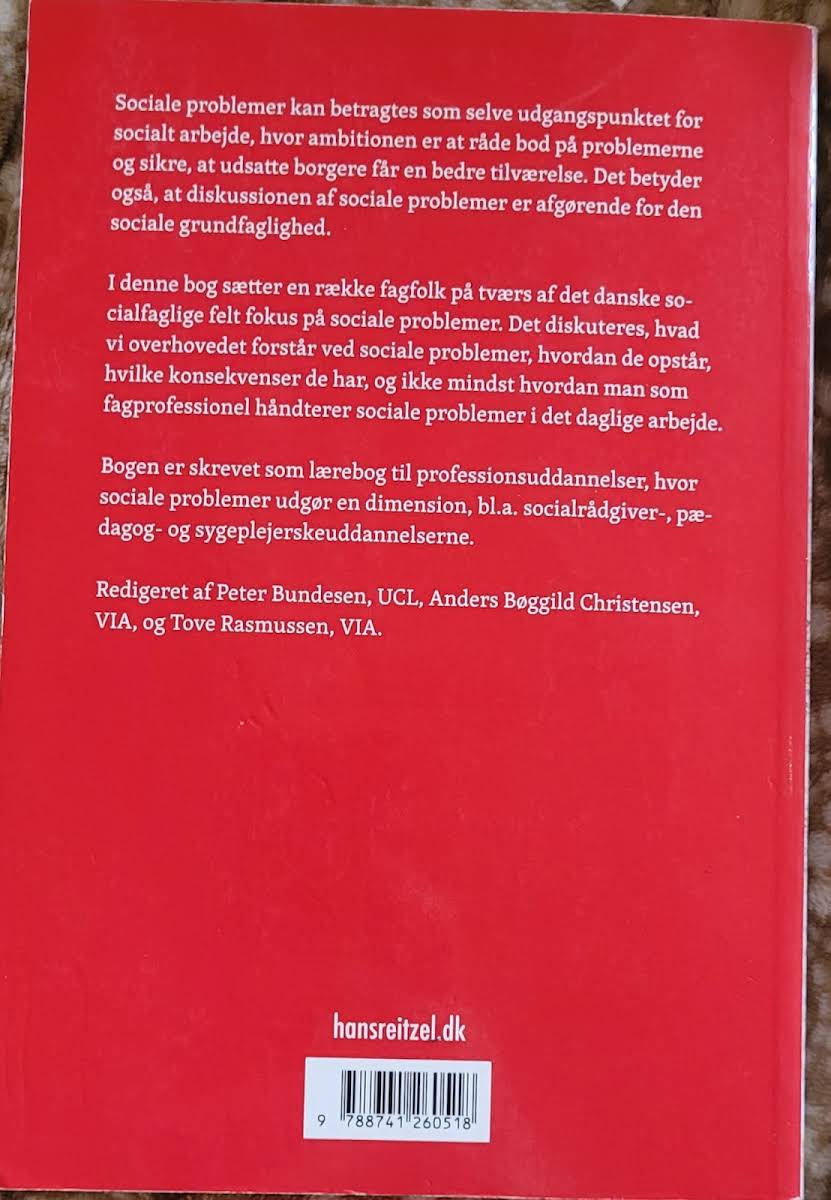 Sociale problemer kan betragtes som selve udgangspunktet for
socialt arbejde, hvor ambitionen er at råde bod på problemerne
og sikre, at udsatte borgere får en bedre tilværelse. Det betyder
også, at diskussionen af sociale problemer er afgørende for den
sociale grundfaglighed.
I denne bog sætter en række fagfolk på tværs af det danske so-
cialfaglige felt fokus på sociale problemer. Det diskuteres, hvad
vi overhovedet forstår ved sociale problemer, hvordan de opstår,
hvilke konsekvenser de har, og ikke mindst hvordan man som
fagprofessionel håndterer sociale problemer i det daglige arbejde.
Bogen er skrevet som lærebog til professionsuddannelser, hvor
sociale problemer udgør en dimension, bl.a. socialrådgiver-, pæ-
dagog- og sygeplejerskeuddannelserne.
Redigeret af Peter Bundesen, UCL, Anders Bøggild Christensen,
VIA, og Tove Rasmussen, VIA.
hansreitzel.dk
9 788741 260518